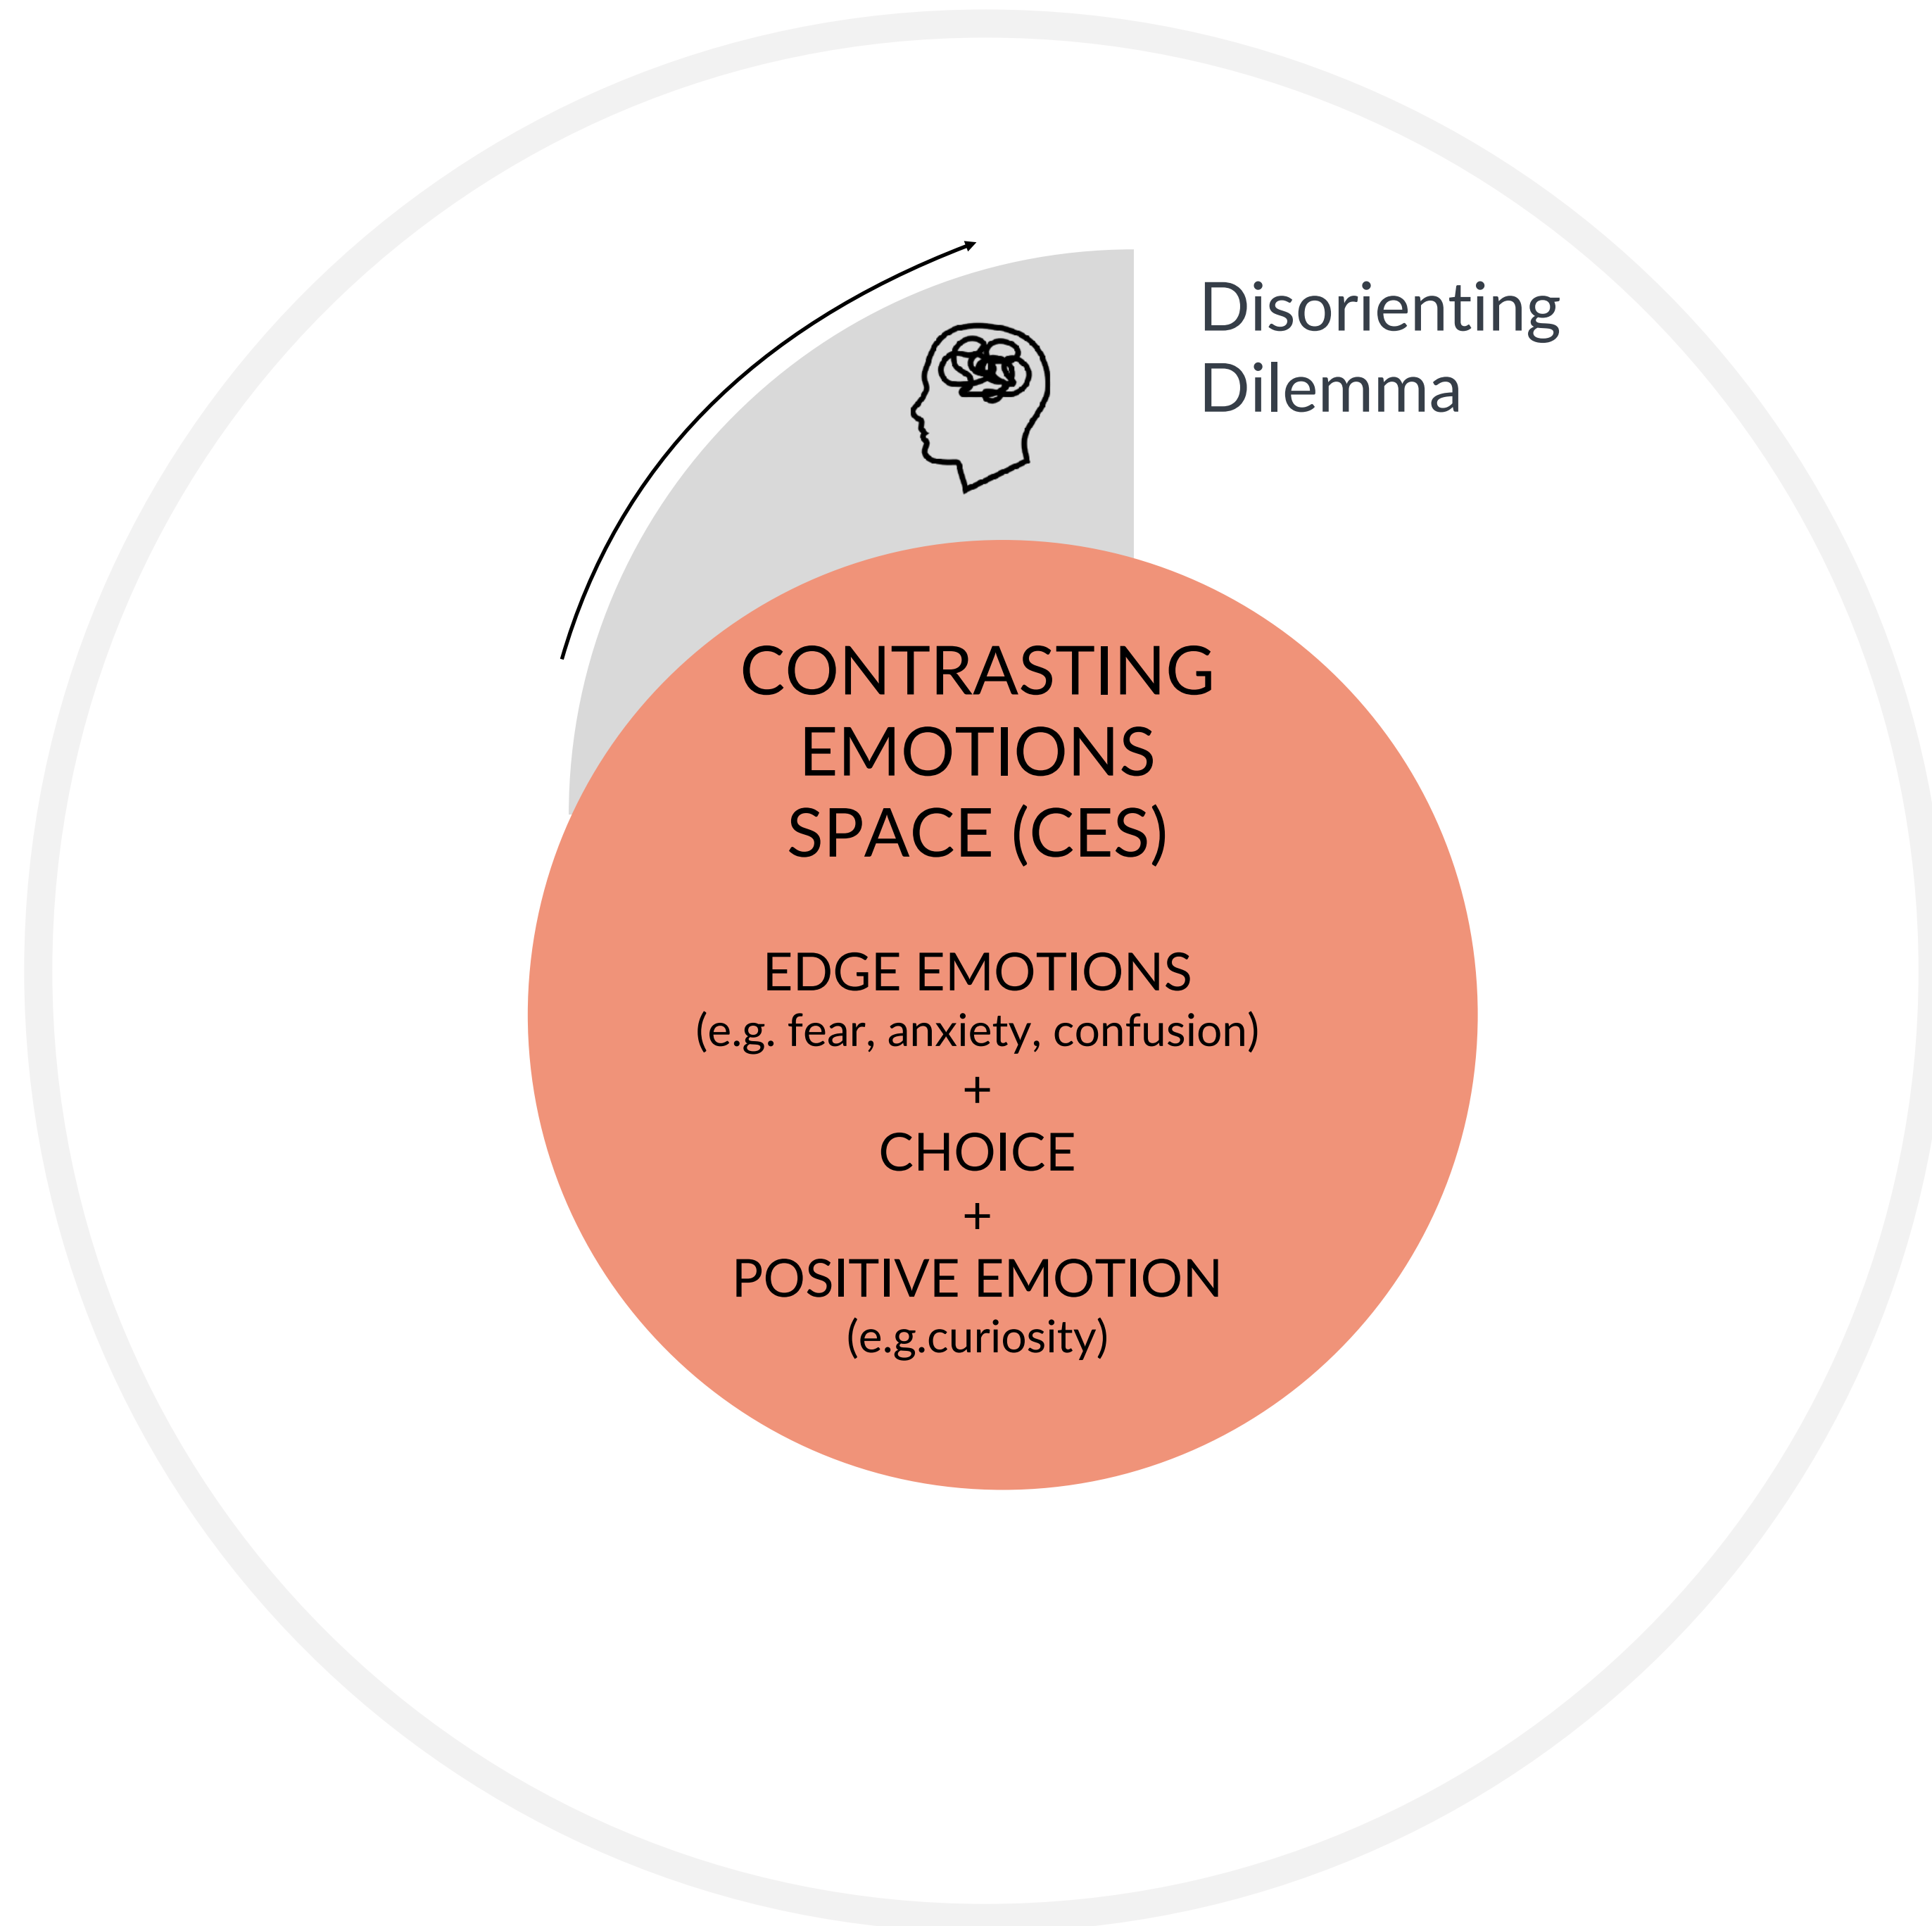 Disorienting
Dilemma
CONTRASTING
EMOTIONS
SPACE (CES)
EDGE EMOTIONS
(e.g. fear, anxiety, confusion)
+
CHOICE
+
POSITIVE EMOTION
(e.g.curiosity)